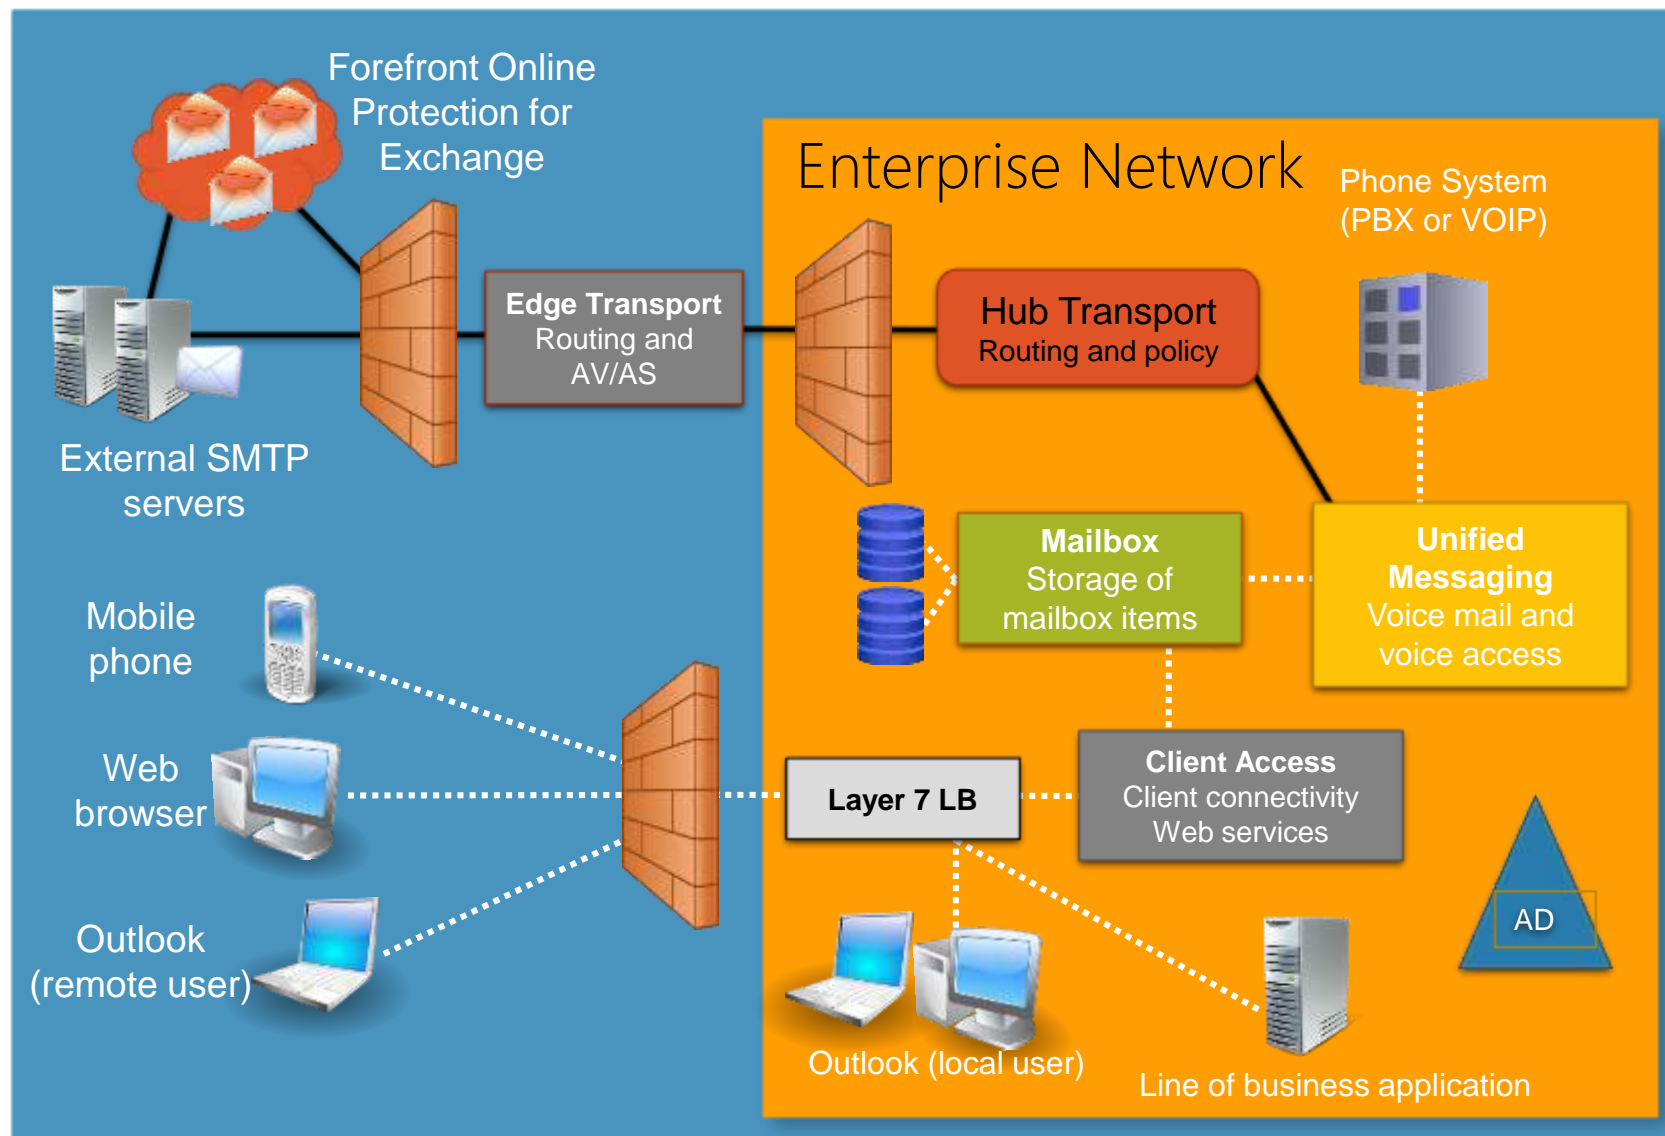 Forefront Online
Protection for
Exchange
Enterprise Network
Phone System
(PBX or VOIP)
Edge Transport
Routing and
AV/AS
Hub Transport
Routing and policy
External SMTP
servers
Mailbox
Storage of
mailbox items
Unified
Messaging
Voice mail and
voice access
Mobile
phone
Web
browser
Layer 7 LB
Client Access
Client connectivity
Web services
Outlook
(remote user)
AD
Outlook (local user)
Line of business application